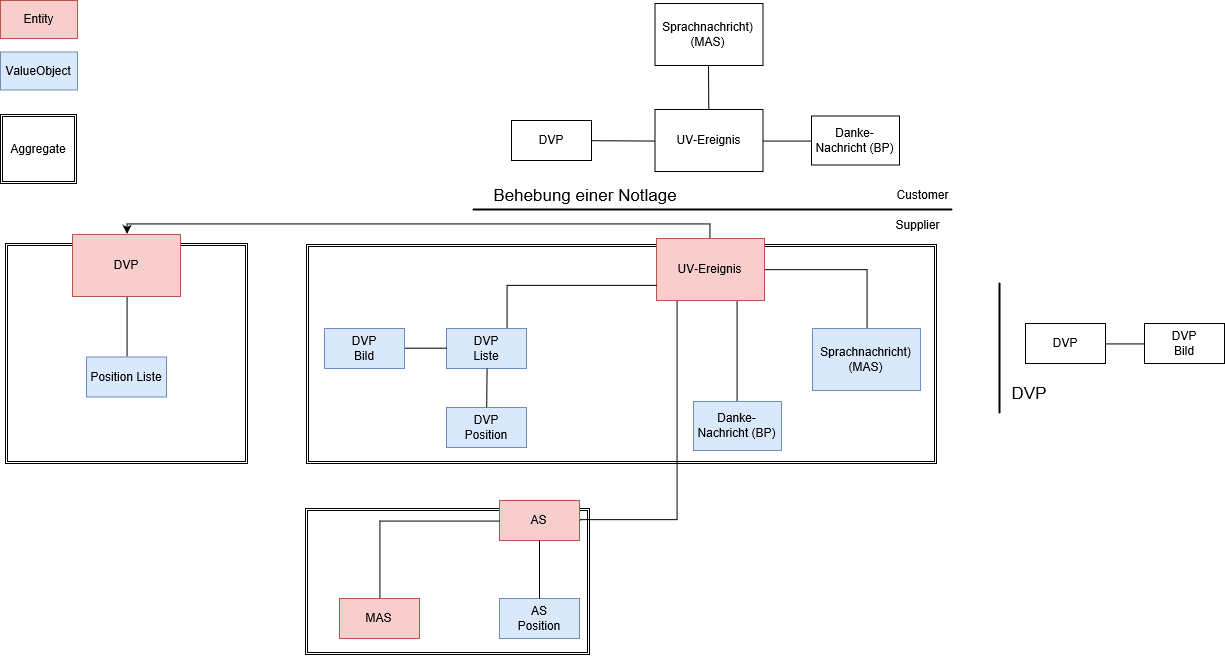 Entity
ValueObject
Aggregate
Sprachnachricht)
(MAS)
DVP
UV-Ereignis
Danke-
Nachricht (BP)
Behebung einer Notlage
Customer
Supplier
DVP
Position Liste
UV-Ereignis
DVP
Bild
DVP
Liste
DVP
Position
Sprachnachricht)
(MAS)
Danke-
Nachricht (BP)
DVP
DVP
Bild
DVP
AS
MAS
AS
Position